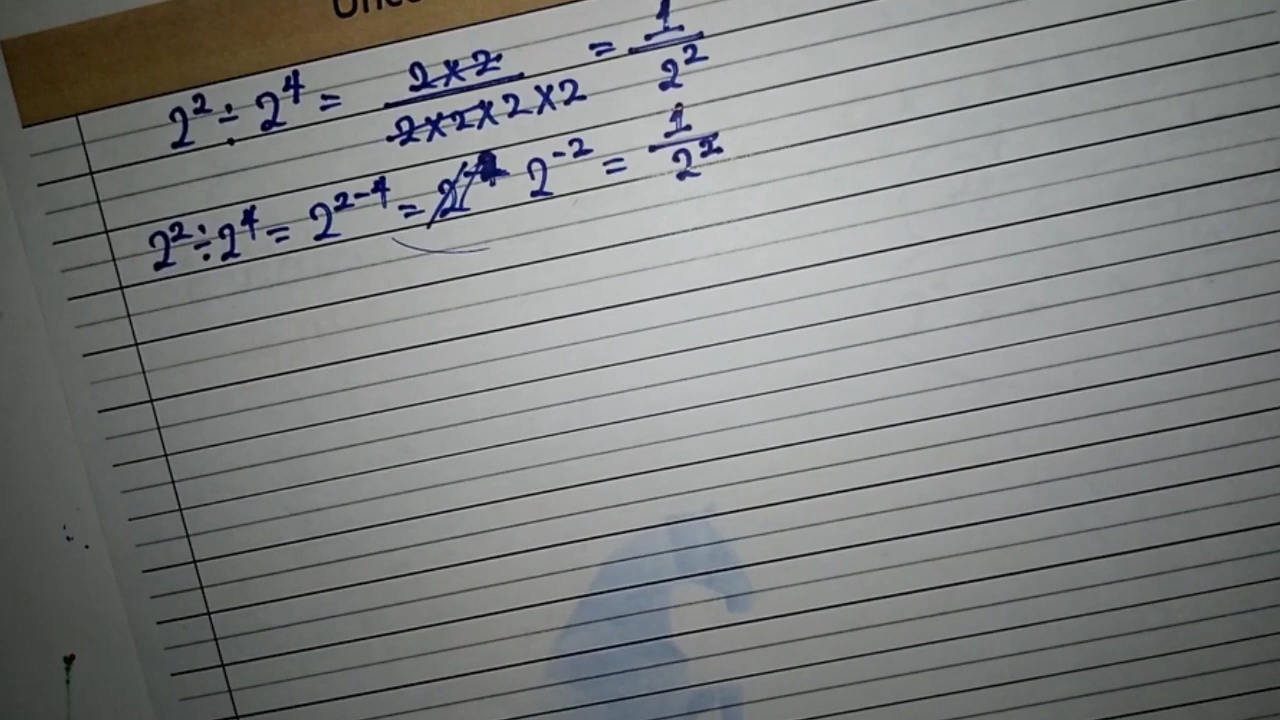 2² ÷ 2⁴ = 2×2 / 2×2×2×2 = 1 / 2²
2² ÷ 2⁴ = 2²⁻⁴ = 2⁻² = 1 / 2²